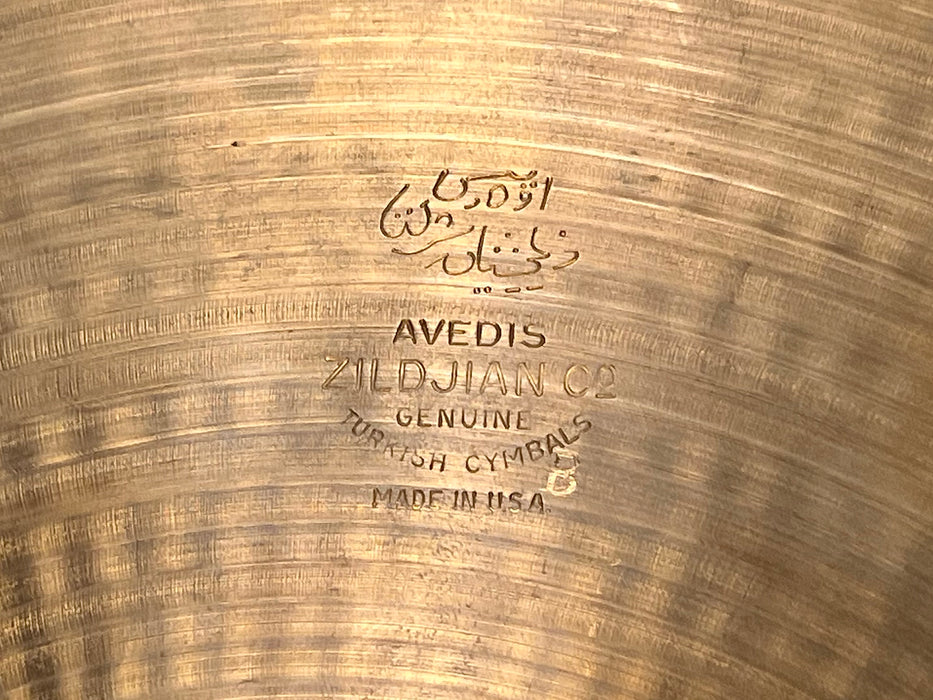 AVEDIS
ZILDJIAN Co
GENUINE
TURKISH CYMBALS
MADE IN U.S.A.